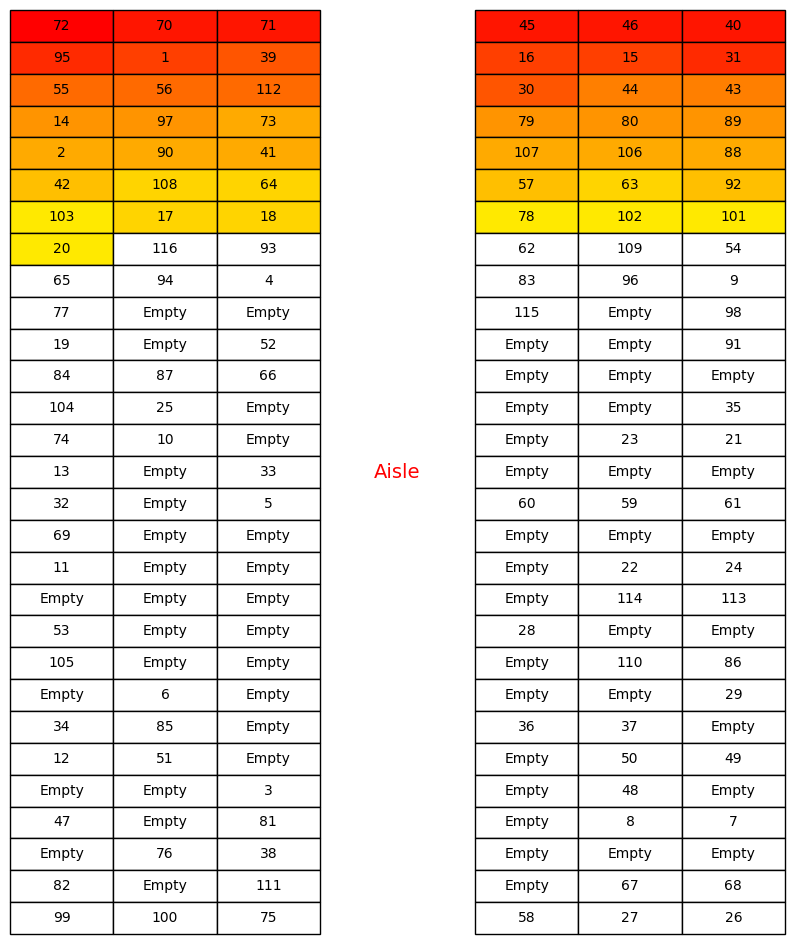 72 70 71 45 46 40
95 1 39 16 15 31
55 56 112 30 44 43
14 97 73 79 80 89
2 90 41 107 106 88
42 108 64 57 63 92
103 17 18 78 102 101
20 116 93 62 109 54
65 94 4 83 96 9
77 Empty Empty 115 Empty 98
19 Empty 52 Empty Empty 91
84 87 66 Empty Empty Empty
104 25 Empty Empty Empty 35
74 10 Empty Empty 23 21
13 Empty 33 Aisle Empty Empty Empty
32 Empty 5 60 59 61
69 Empty Empty Empty Empty Empty
11 Empty Empty Empty 22 24
Empty Empty Empty Empty 114 113
53 Empty Empty 28 Empty Empty
105 Empty Empty Empty 110 86
Empty 6 Empty Empty Empty 29
34 85 Empty 36 37 Empty
12 51 Empty Empty 50 49
Empty Empty 3 Empty 48 Empty
47 Empty 81 Empty 8 7
Empty 76 38 Empty Empty Empty
82 Empty 111 Empty 67 68
99 100 75 58 27 26